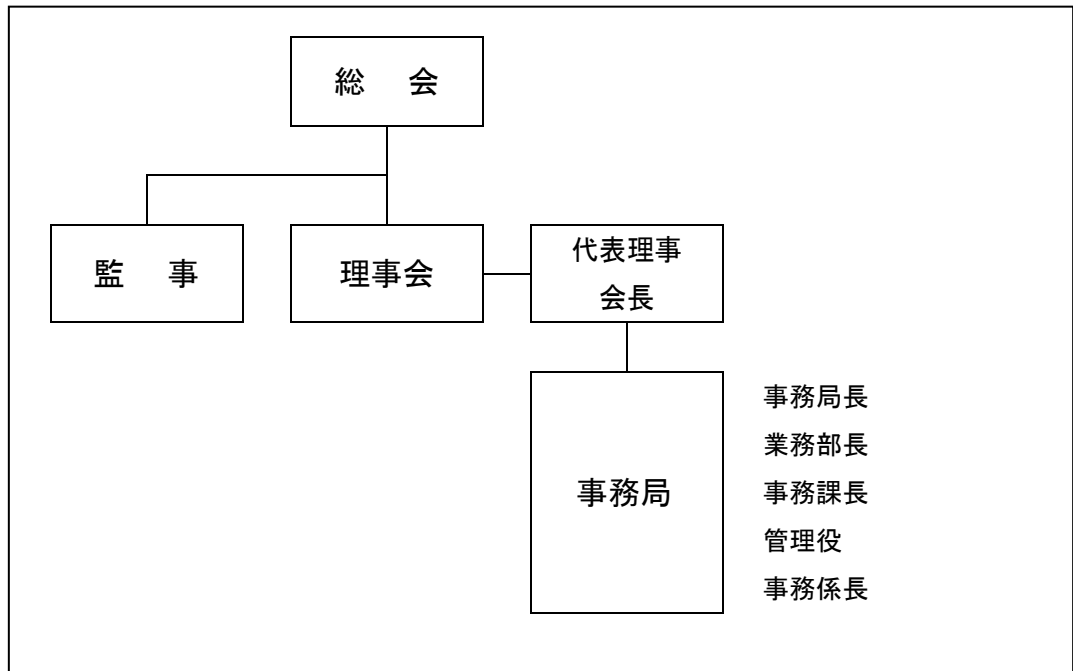 総　会
監　事
理事会
代表理事
会長
事務局
事務局長
業務部長
事務課長
管理役
事務係長